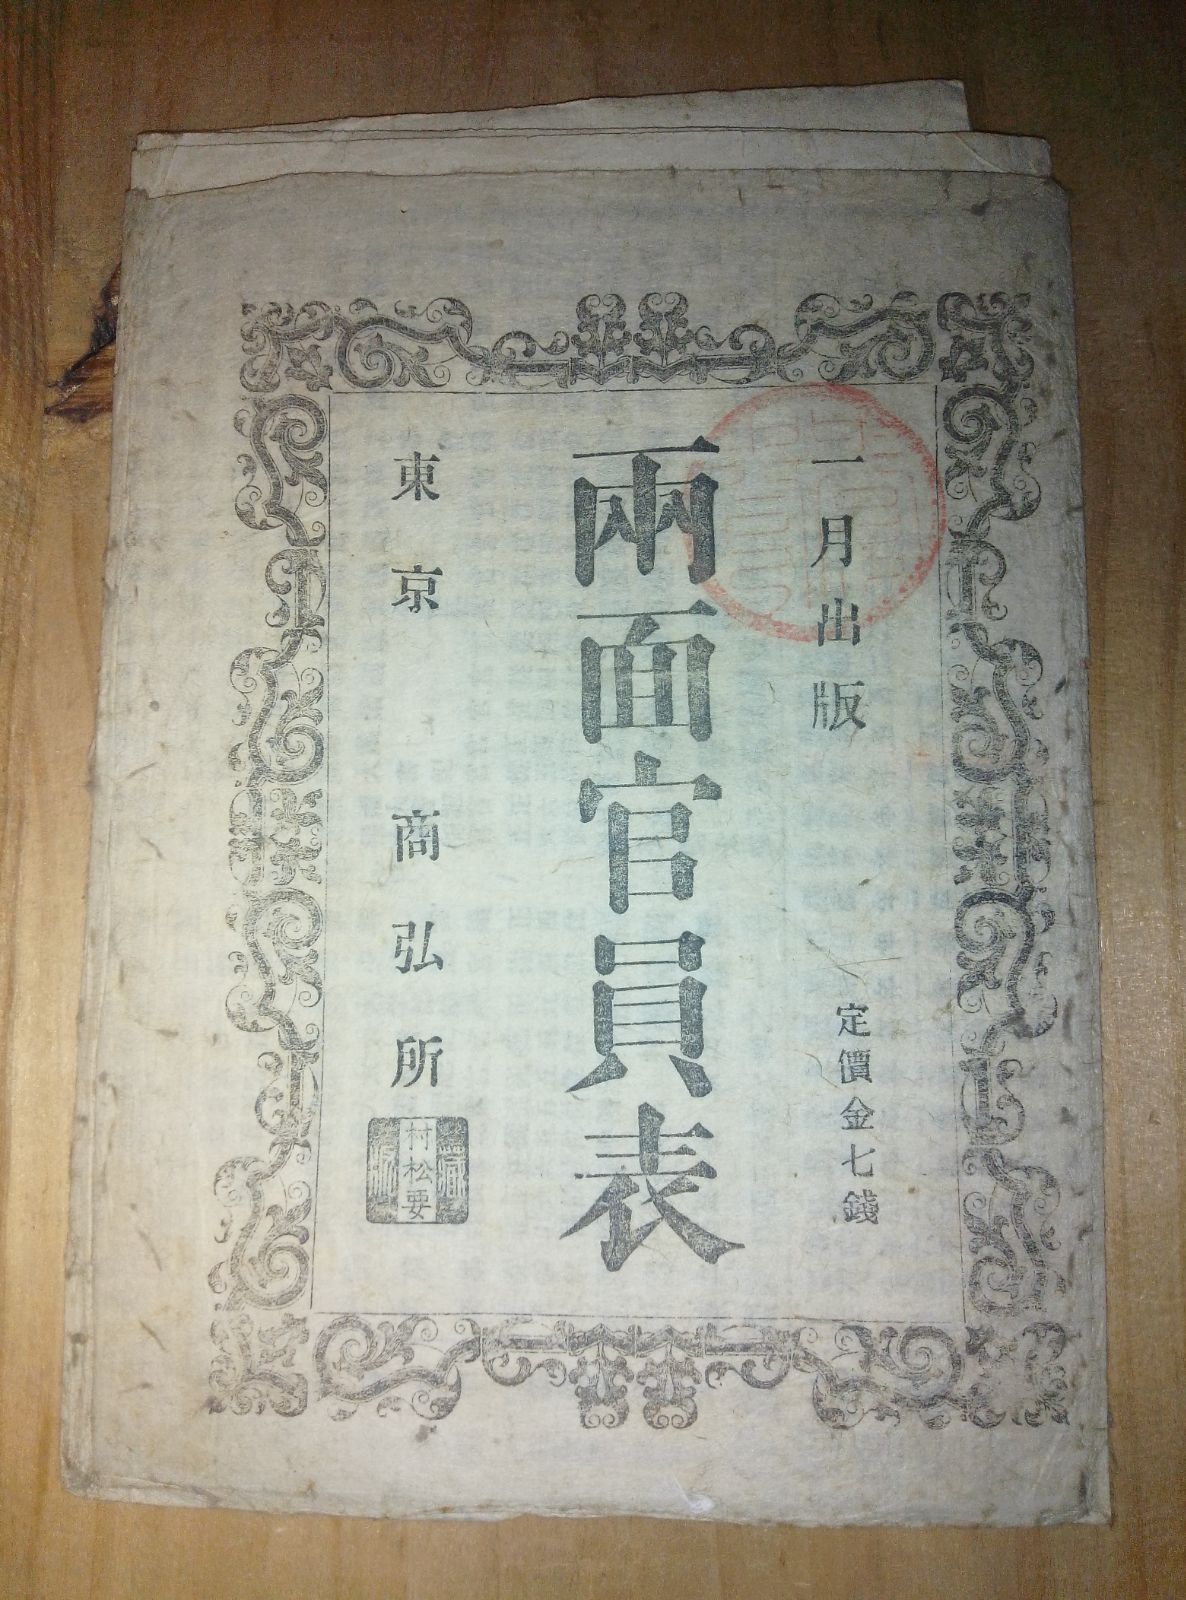 一月出版
定價金七錢
兩面官員表
東京 商弘所
村松要